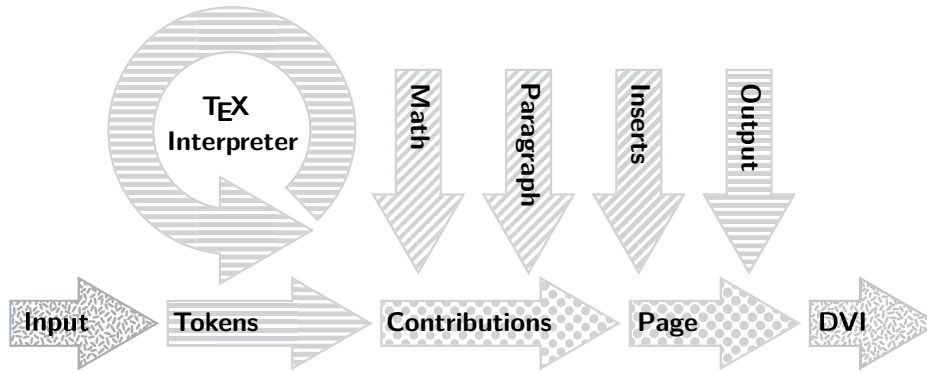 TEX
Interpreter
Math
Paragraph
Inserts
Output
Input
Tokens
Contributions
Page
DVI